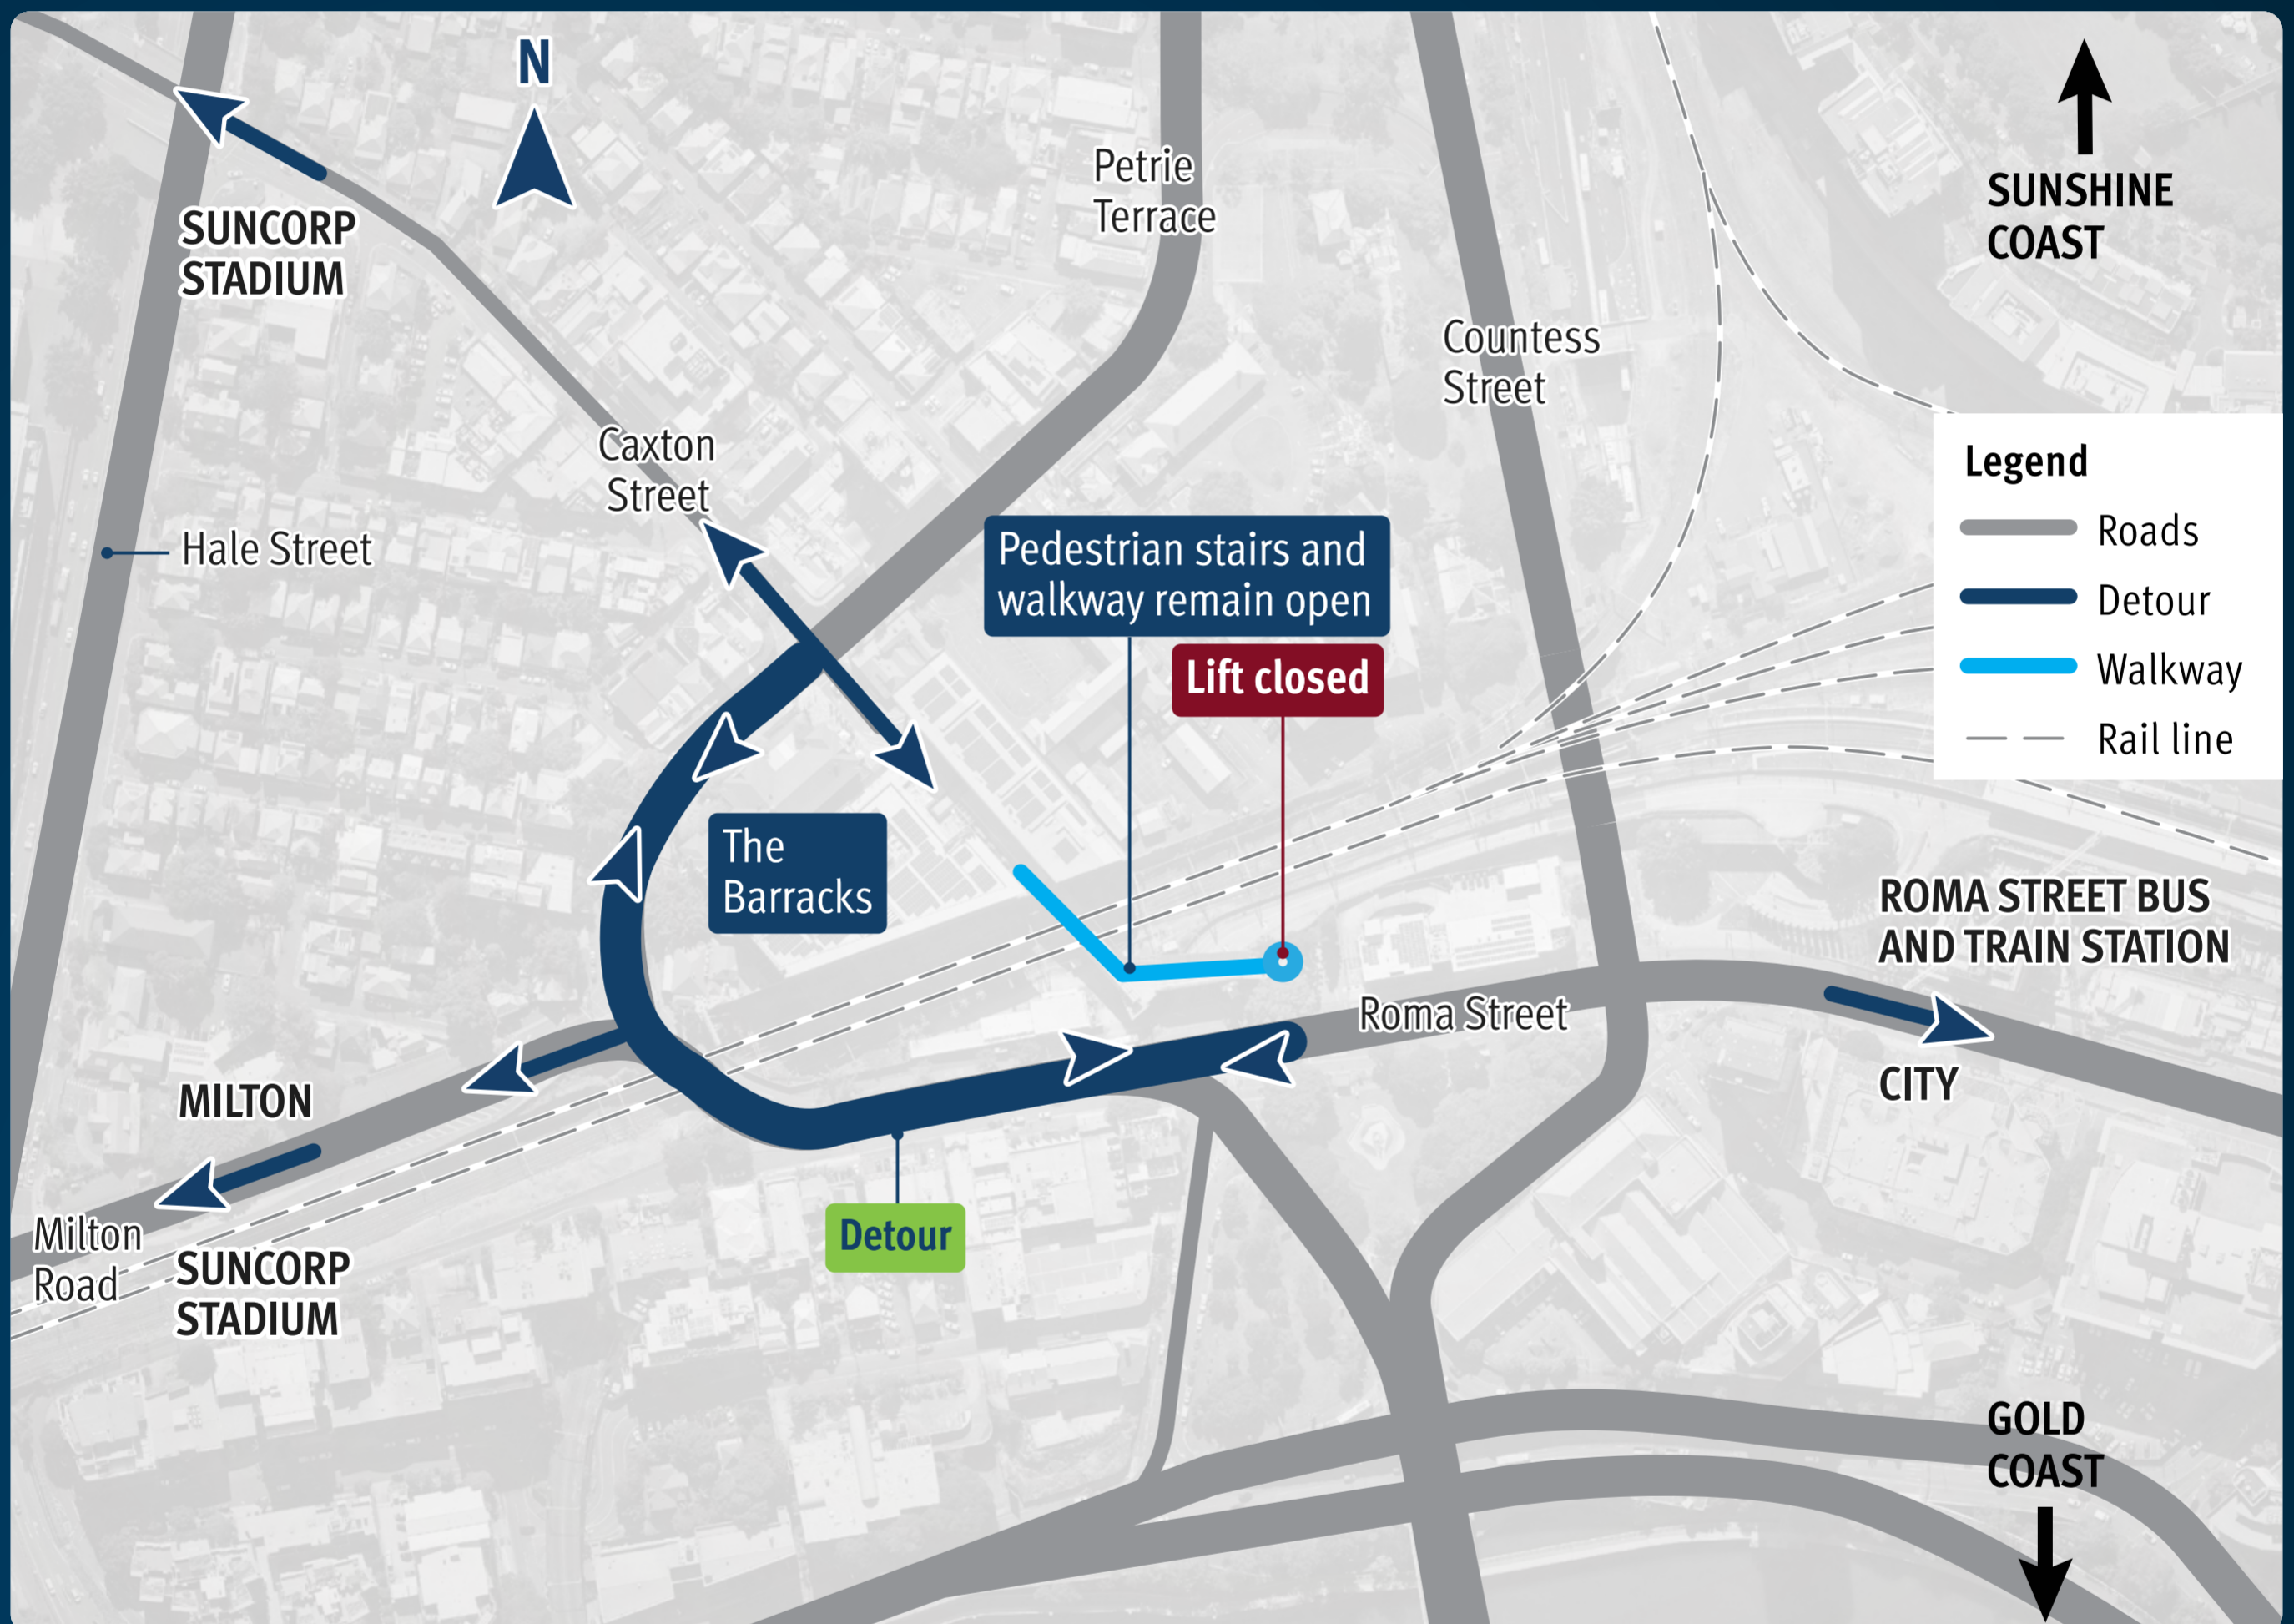 N
SUNCORP
STADIUM
Petrie
Terrace
SUNSHINE
COAST
Countess
Street
Caxton
Street
Hale Street
Legend
Roads
Detour
Walkway
Rail line
Pedestrian stairs and
walkway remain open
Lift closed
The
Barracks
ROMA STREET BUS
AND TRAIN STATION
Roma Street
CITY
MILTON
Milton
Road
SUNCORP
STADIUM
Detour
GOLD
COAST